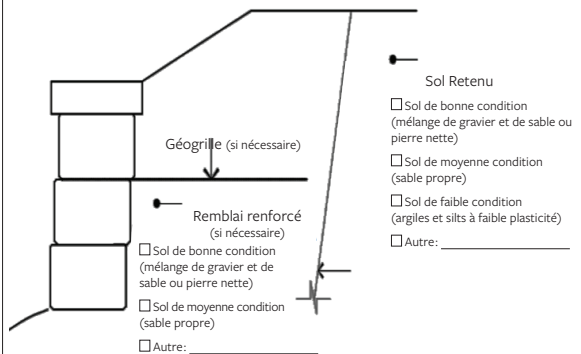 Géogrille (si nécessaire)
Remblai renforcé
(si nécessaire)
☐ Sol de bonne condition
(mélange de gravier et de
sable ou pierre nette)
☐ Sol de moyenne condition
(sable propre)
☐ Autre: ____________________
Sol Retenu
☐ Sol de bonne condition
(mélange de gravier et de sable ou
pierre nette)
☐ Sol de moyenne condition
(sable propre)
☐ Sol de faible condition
(argiles et silts à faible plasticité)
☐ Autre: ____________________